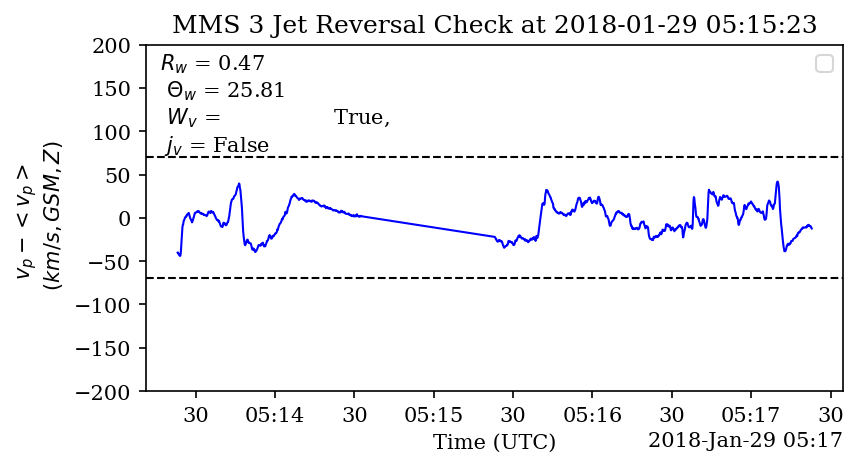 MMS 3 Jet Reversal Check at 2018-01-29 05:15:23
R_w = 0.47
Θ_w = 25.81
W_v = True,
j_v = False
v_p − < v_p >
(km/s, GSM, Z)
200
150
100
50
0
−50
−100
−150
−200
30 05:14 30 05:15 30 05:16 30 05:17 30
Time (UTC)
2018-Jan-29 05:17